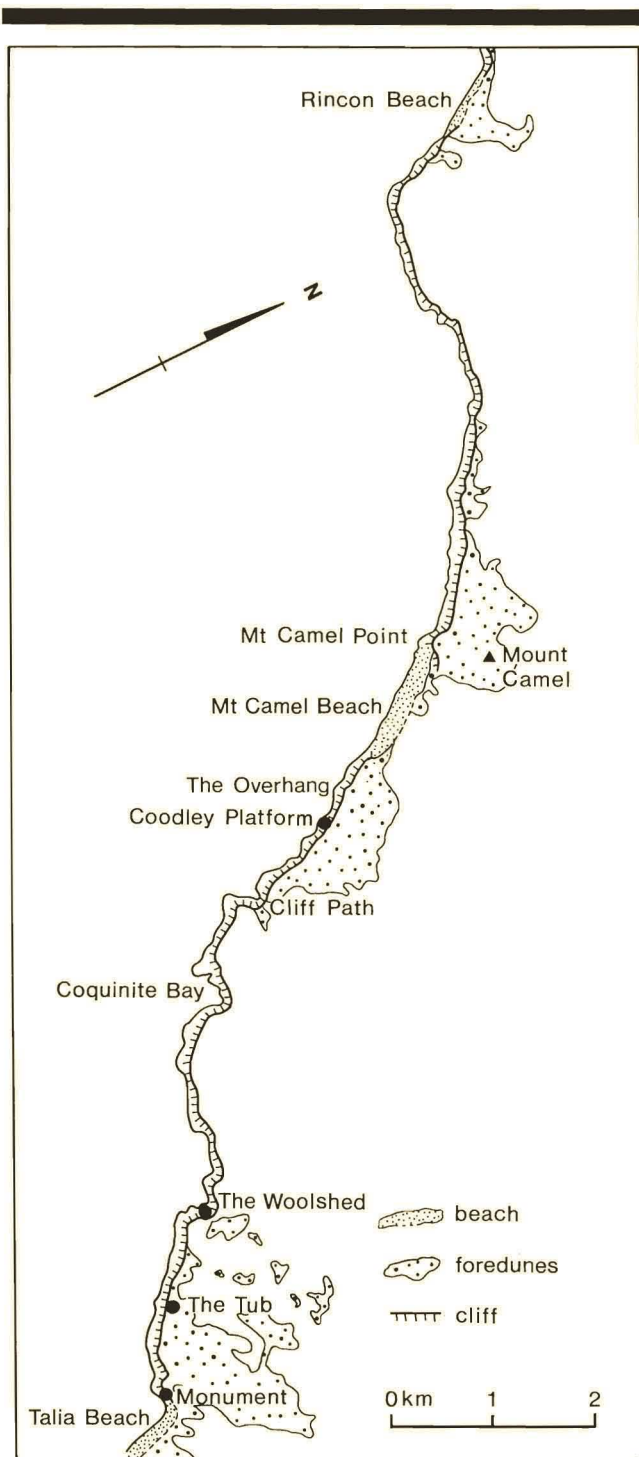 Rincon Beach
N
Mt Camel Point
Mount
Camel
Mt Camel Beach
The Overhang
Coodley Platform
Cliff Path
Coquinite Bay
The Woolshed
beach
foredunes
The Tub
cliff
Monument
Talia Beach
0km 1 2